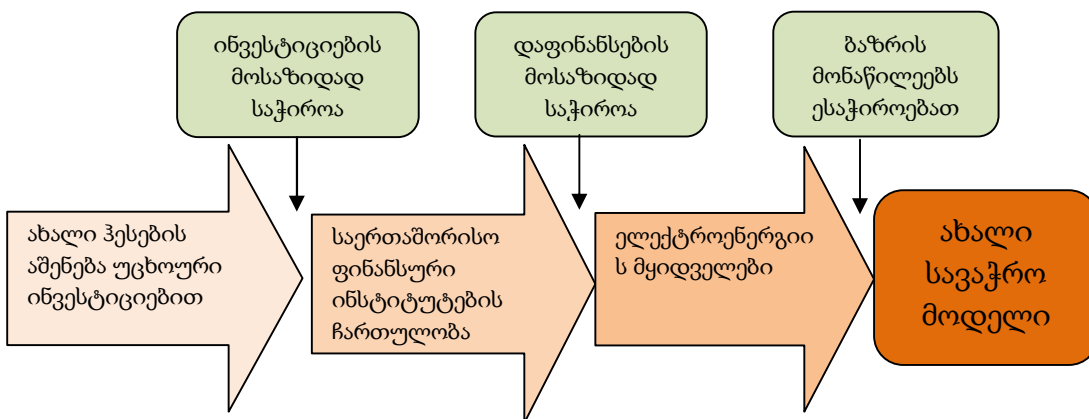 ინვესტიციების
მოსაზიდად
საჭიროა
დაფინანსების
მოსაზიდად
საჭიროა
ბაზრის
მონაწილეებს
ესაჭიროებათ
ახალი ჰესების
აშენება უცხოური
ინვესტიციებით
საერთაშორისო
ფინანსური
ინსტიტუტების
ჩართულობა
ელექტროენერგიი
ს მყიდველები
ახალი
სავაჭრო
მოდელი